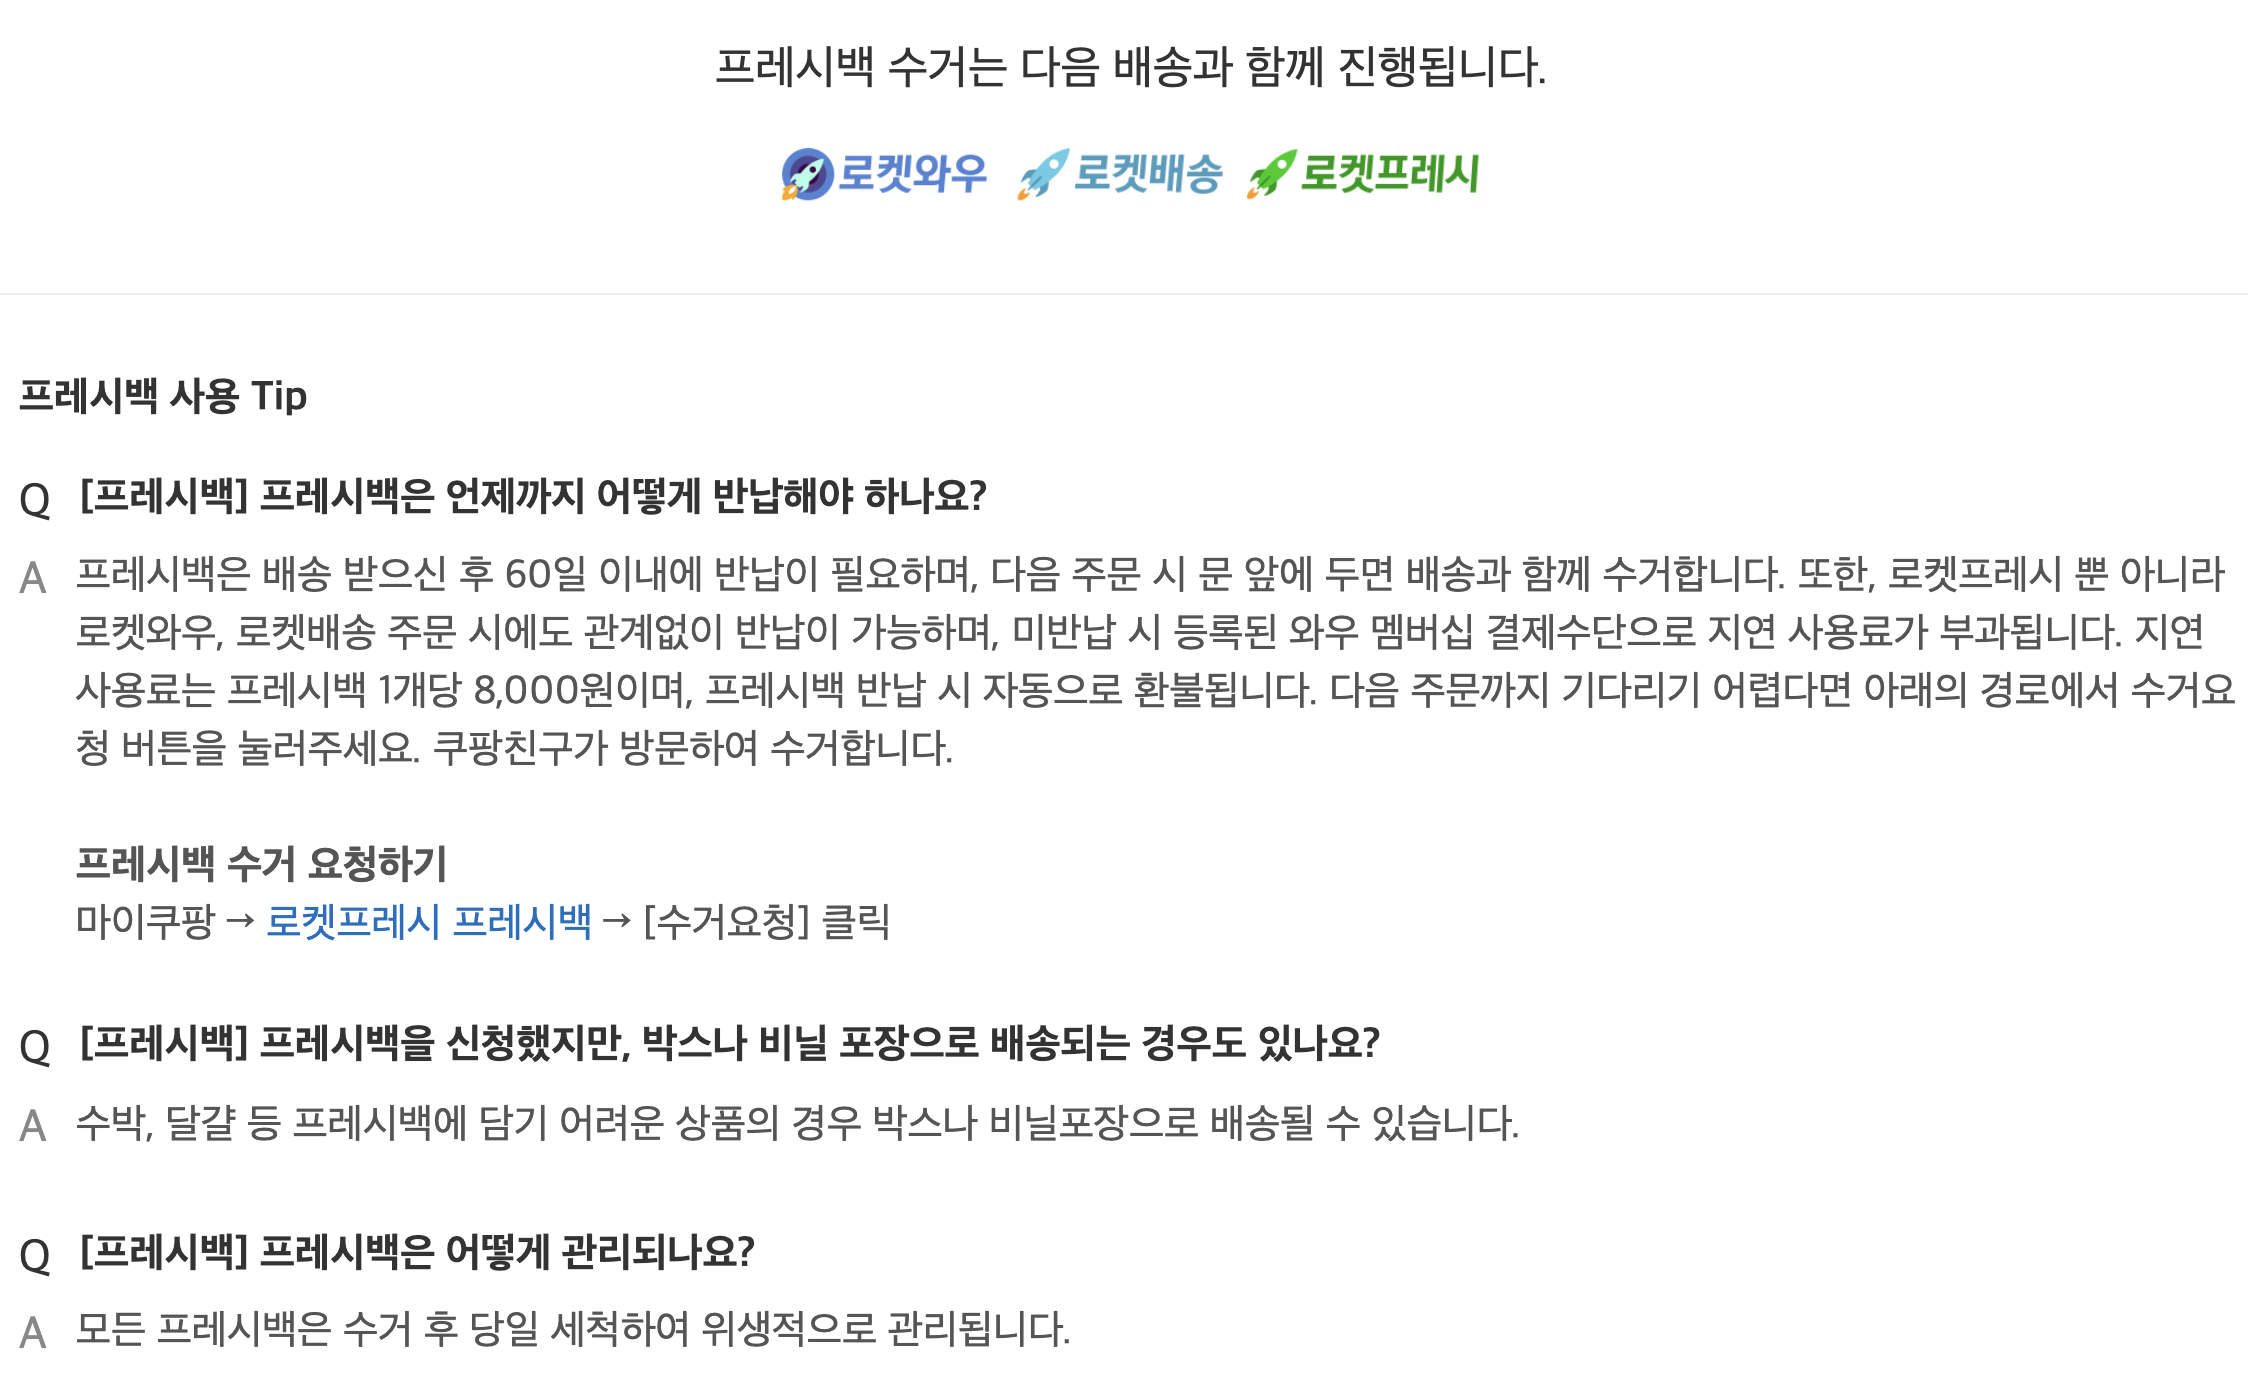 프레시백 수거는 다음 배송과 함께 진행됩니다.
로켓와우 로켓배송 로켓프레시
프레시백 사용 Tip
Q [프레시백] 프레시백은 언제까지 어떻게 반납해야 하나요?
A 프레시백은 배송 받으신 후 60일 이내에 반납이 필요하며, 다음 주문 시 문 앞에 두면 배송과 함께 수거합니다. 또한, 로켓프레시 뿐 아니라
로켓와우, 로켓배송 주문 시에도 관계없이 반납이 가능하며, 미반납 시 등록된 와우 멤버십 결제수단으로 지연 사용료가 부과됩니다. 지연
사용료는 프레시백 1개당 8,000원이며, 프레시백 반납 시 자동으로 환불됩니다. 다음 주문까지 기다리기 어렵다면 아래의 경로에서 수거요
청 버튼을 눌러주세요. 쿠팡친구가 방문하여 수거합니다.
프레시백 수거 요청하기
마이쿠팡 → 로켓프레시 프레시백 → [수거요청] 클릭
Q [프레시백] 프레시백을 신청했지만, 박스나 비닐 포장으로 배송되는 경우도 있나요?
A 수박, 달걀 등 프레시백에 담기 어려운 상품의 경우 박스나 비닐포장으로 배송될 수 있습니다.
Q [프레시백] 프레시백은 어떻게 관리되나요?
A 모든 프레시백은 수거 후 당일 세척하여 위생적으로 관리됩니다.